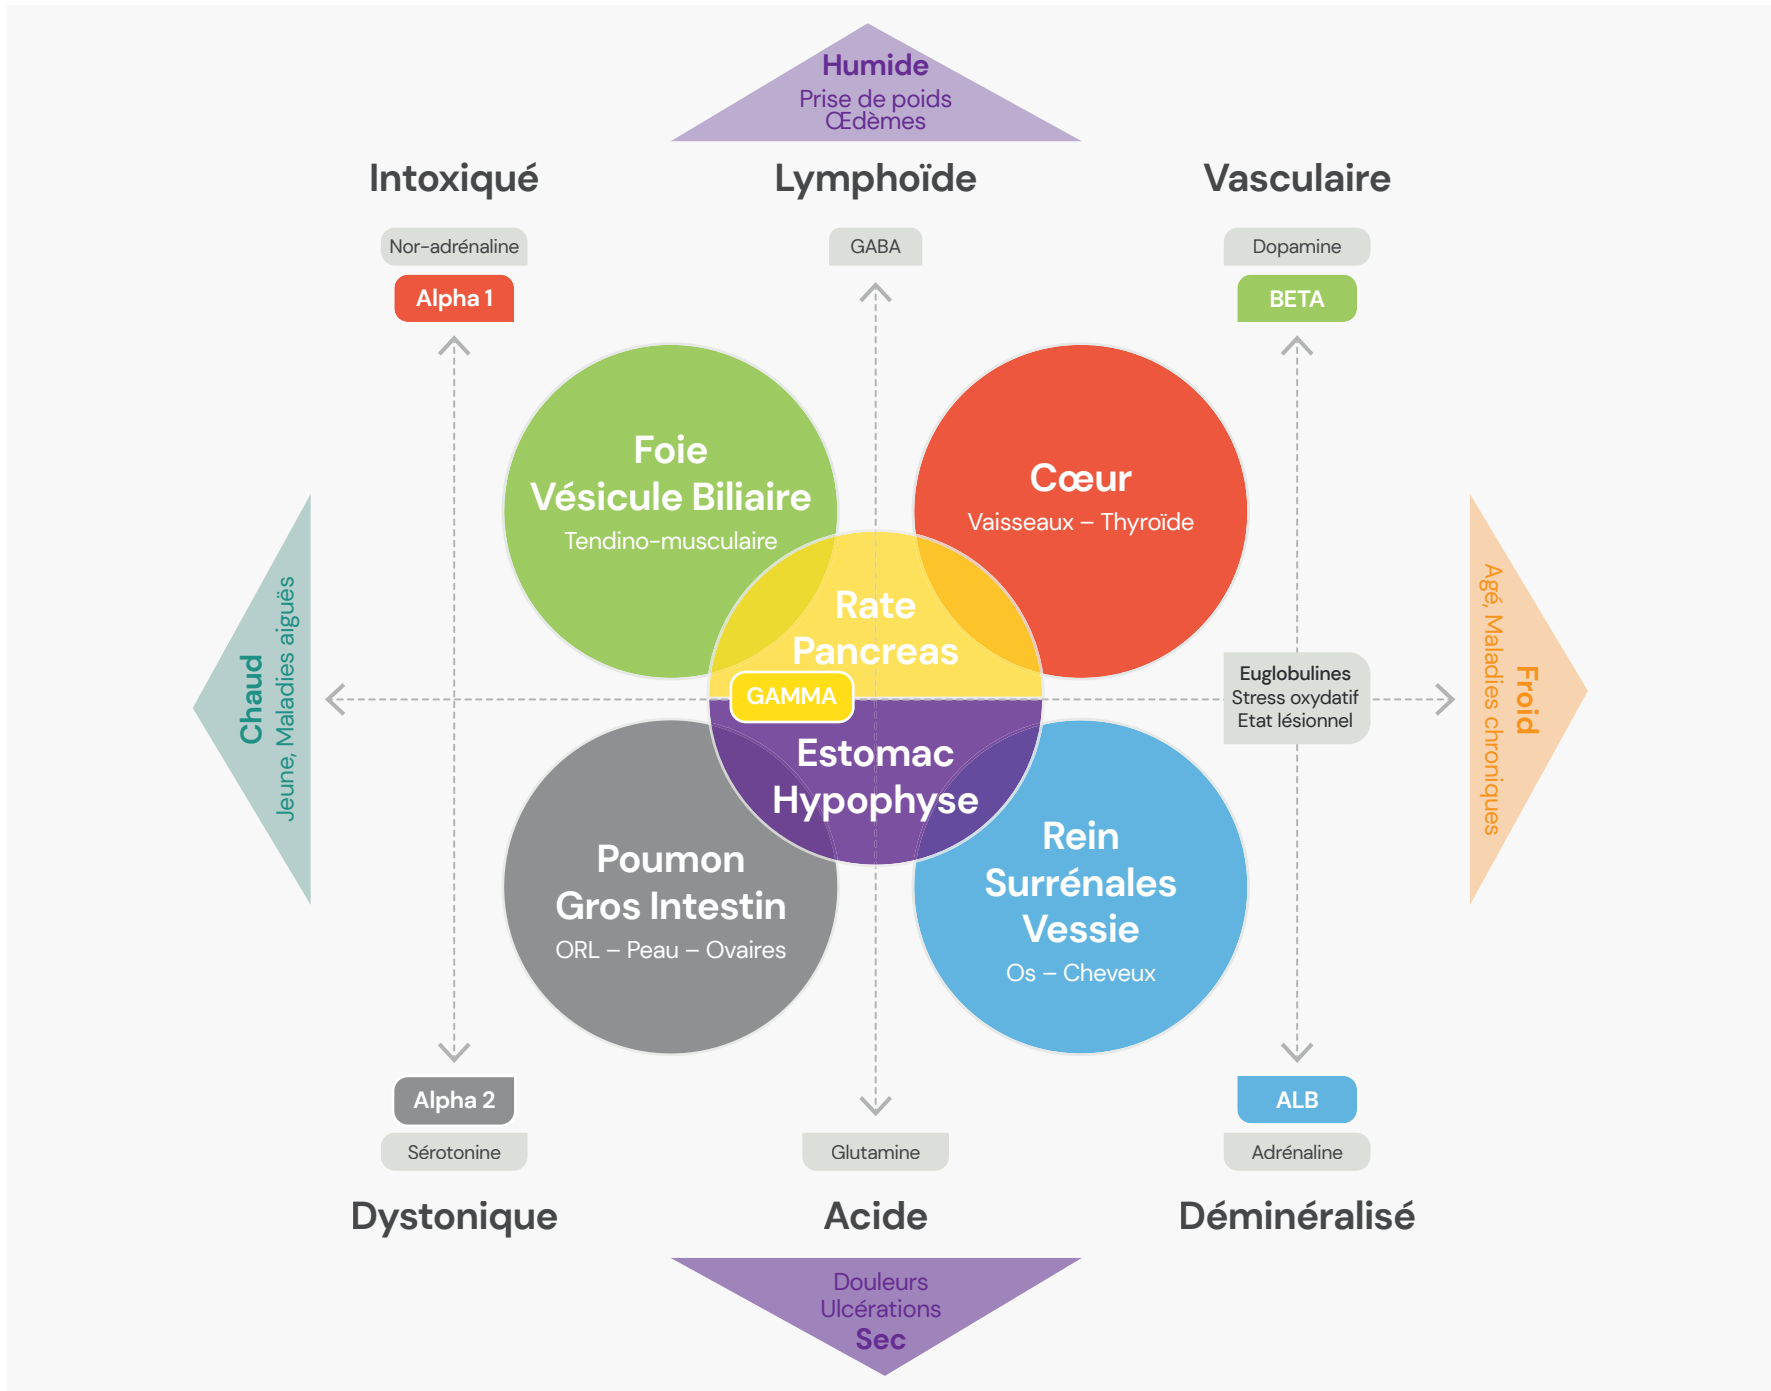 Humide
Prise de poids
Œdèmes
Intoxiqué
Lymphoïde
Vasculaire
Nor-adrénaline
GABA
Dopamine
Alpha 1
BETA
Foie
Vésicule Biliaire
Tendino-musculaire
Cœur
Vaisseaux – Thyroïde
Rate
Pancreas
GAMMA
Estomac
Hypophyse
Chaud
Jeune, Maladies aiguës
Euglobulines
Stress oxydatif
Etat lésionnel
Froid
Agé, Maladies chroniques
Poumon
Gros Intestin
ORL – Peau – Ovaires
Rein
Surrénales
Vessie
Os – Cheveux
Alpha 2
ALB
Sérotonine
Glutamine
Adrénaline
Dystonique
Acide
Déminéralisé
Douleurs
Ulcérations
Sec